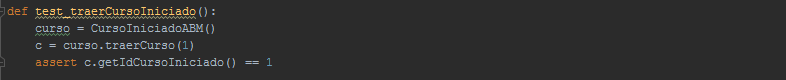 def test_traerCursoIniciado():
    curso = CursoIniciadoABM()
    c = curso.traerCurso(1)
    assert c.getIdCursoIniciado() == 1